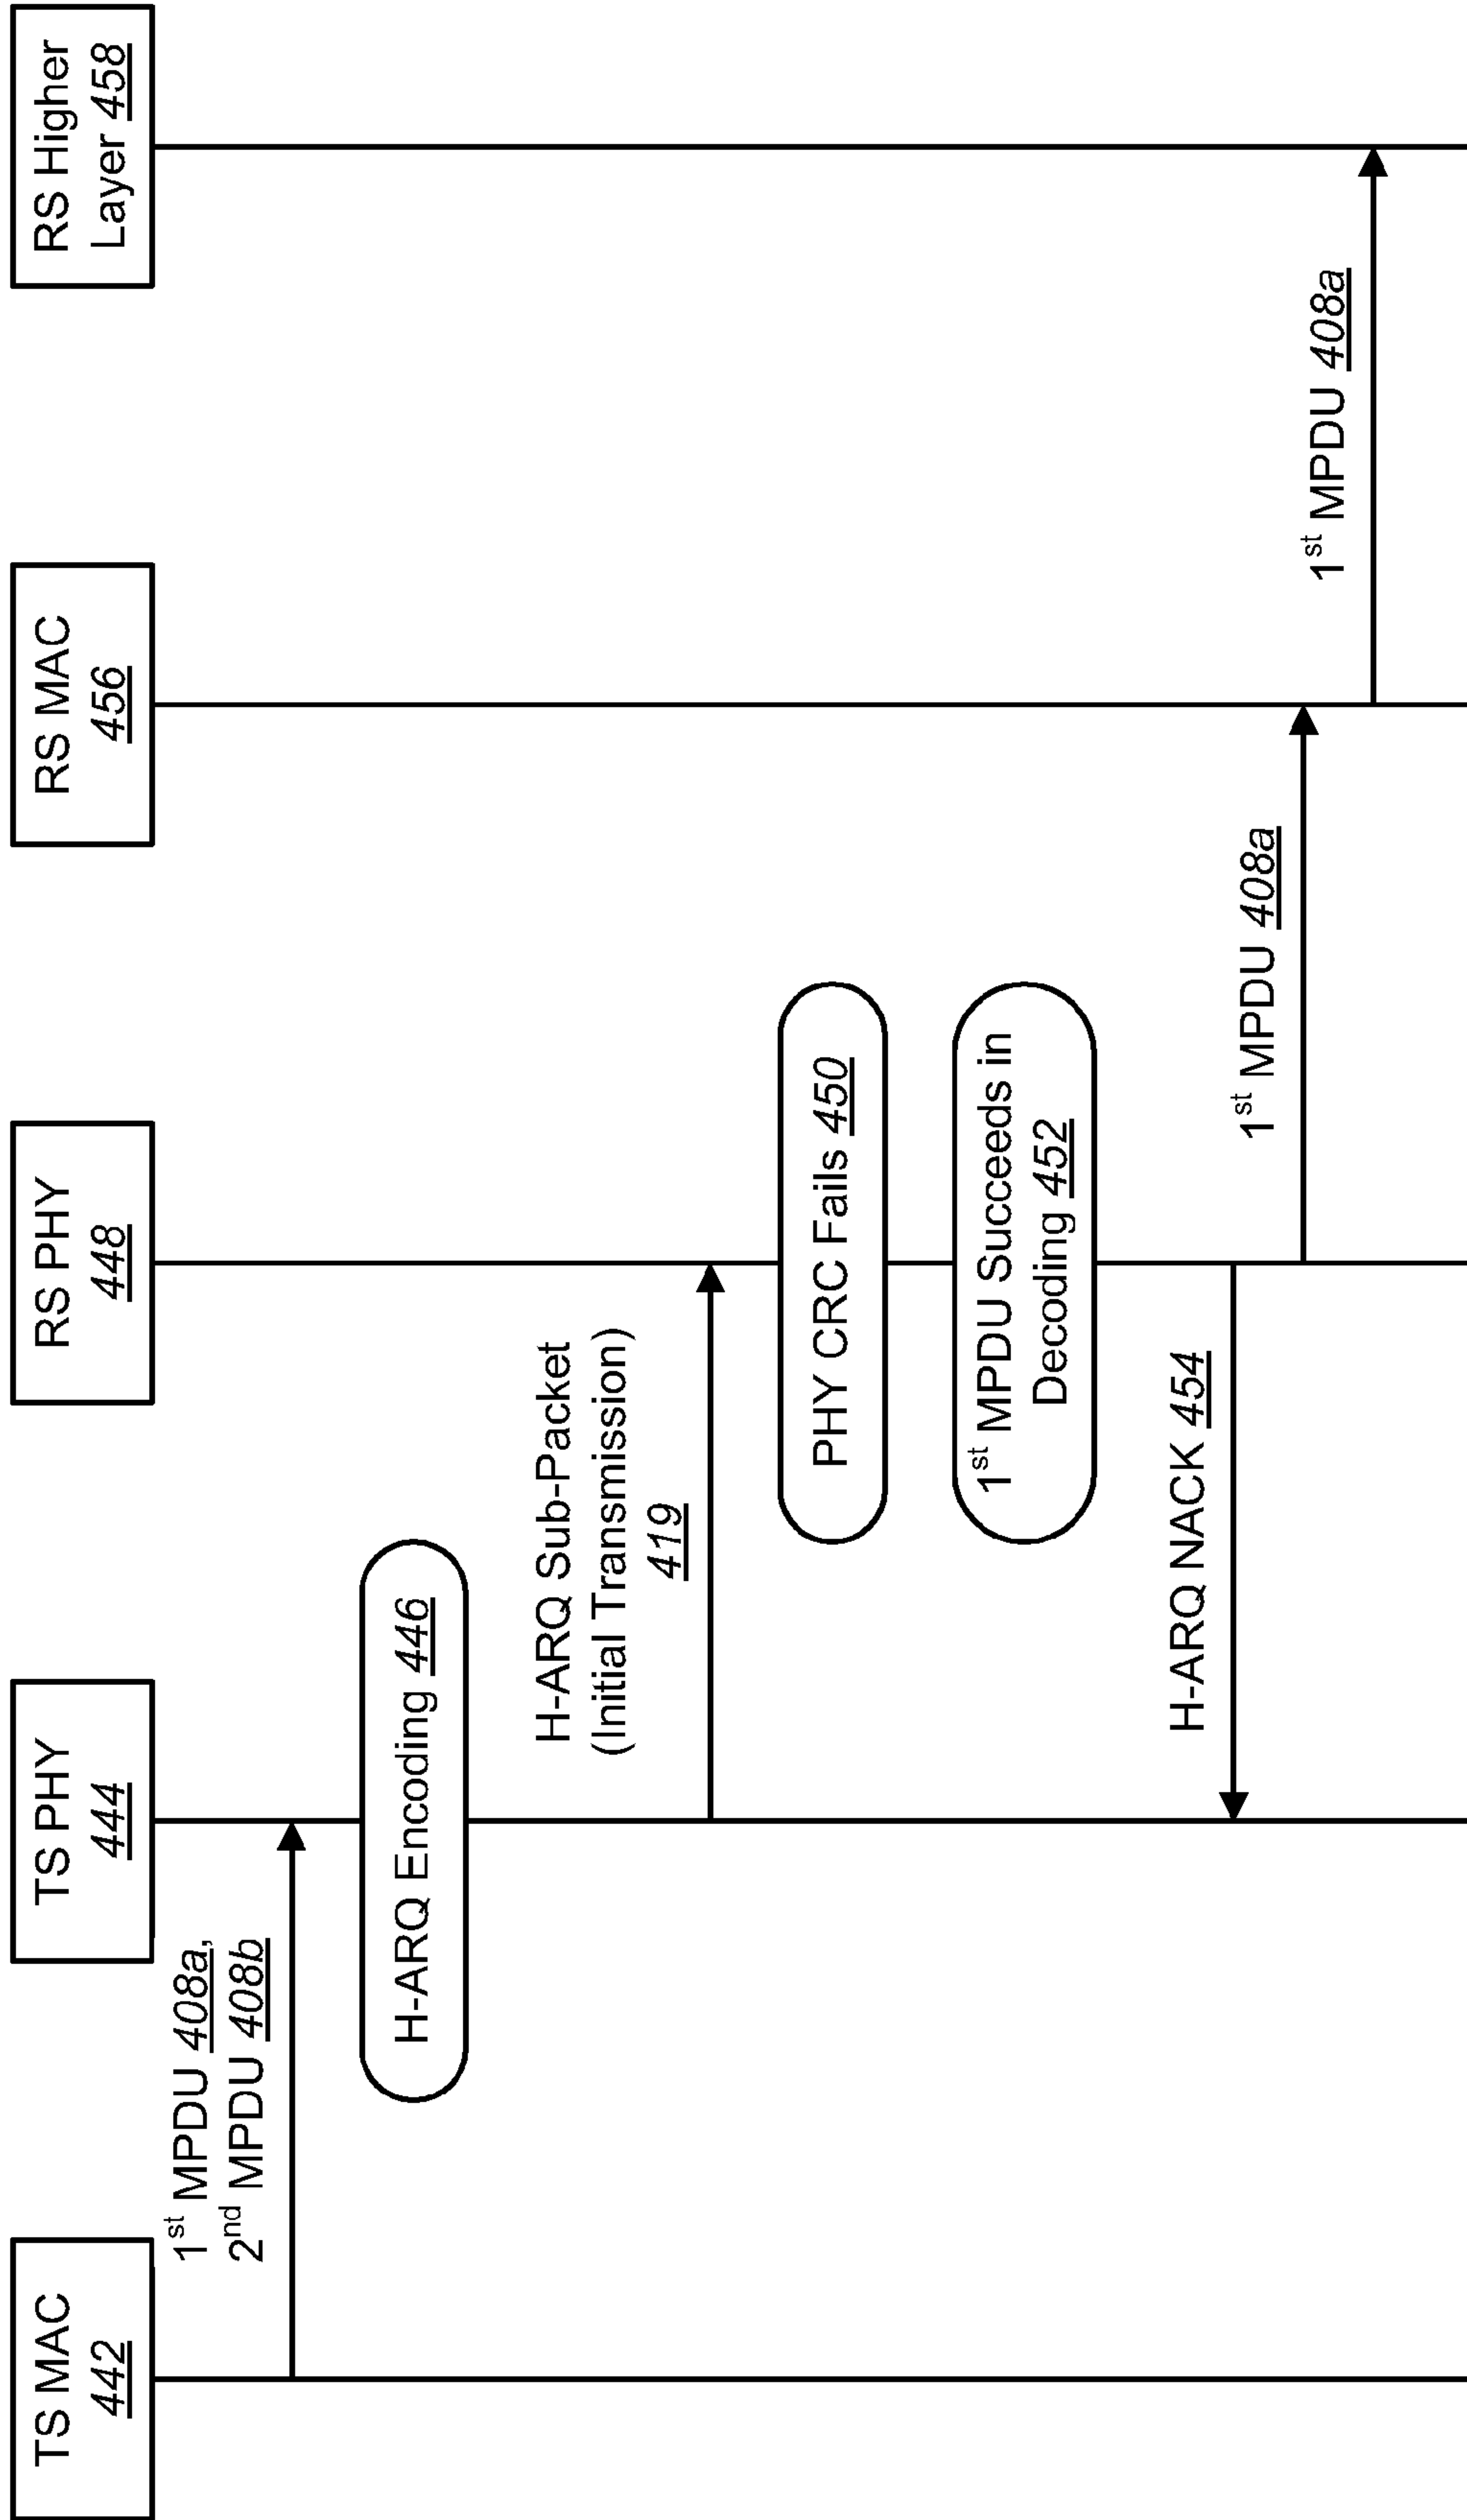 TS MAC
442
TS PHY
444
RS PHY
448
RS MAC
456
RS Higher
Layer 458
1st MPDU 408a,
2nd MPDU 408b
H-ARQ Encoding 446
H-ARQ Sub-Packet
(Initial Transmission)
419
PHY CRC Fails 450
1st MPDU Succeeds in
Decoding 452
H-ARQ NACK 454
1st MPDU 408a
1st MPDU 408a